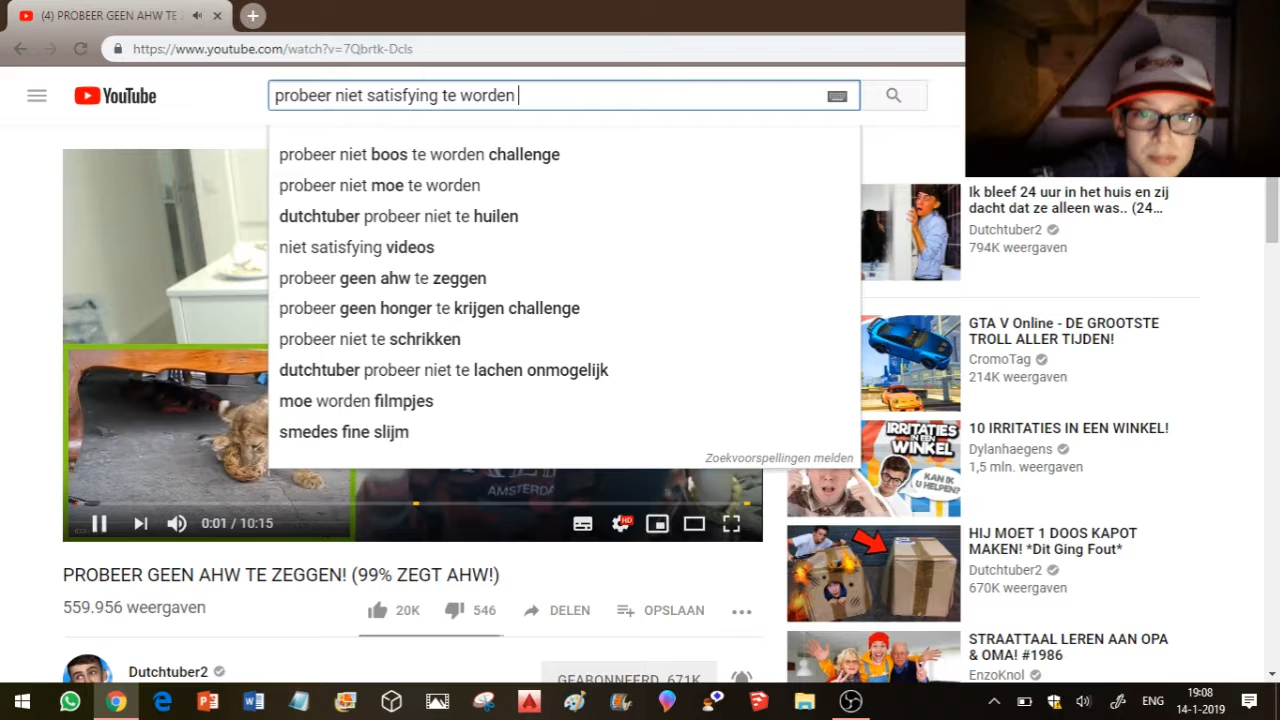 (4) PROBEER GEEN AHW TE ZE
https://www.youtube.com/watch?v=7Qbrtk-Dcls
YouTube
probeer niet satisfying te worden
probeer niet boos te worden challenge
probeer niet moe te worden
dutchtuber probeer niet te huilen
niet satisfying videos
probeer geen ahw te zeggen
probeer geen honger te krijgen challenge
probeer niet te schrikken
dutchtuber probeer niet te lachen onmogelijk
moe worden filmpjes
smedes fine slijm
Zoekvoorspellingen melden
AMSTERDA
0:01 / 10:15
HD
PROBEER GEEN AHW TE ZEGGEN! (99% ZEGT AHW!)
559.956 weergaven
20K
546
DELEN
OPSLAAN
Dutchtuber2
GEABONNEERD 671K
Ik bleef 24 uur in het huis en zij
dacht dat ze alleen was.. (24...
Dutchtuber2
794K weergaven
GTA V Online - DE GROOTSTE
TROLL ALLER TIJDEN!
CromoTag
214K weergaven
IRRITATIES
IN EEN
WINKEL
KAN IK
U HELPEN?
10 IRRITATIES IN EEN WINKEL!
Dylanhaegens
1,5 mln. weergaven
HIJ MOET 1 DOOS KAPOT
MAKEN! *Dit Ging Fout*
Dutchtuber2
670K weergaven
STRAATTAAL LEREN AAN OPA
& OMA! #1986
EnzoKnol
ENG
19:08
14-1-2019